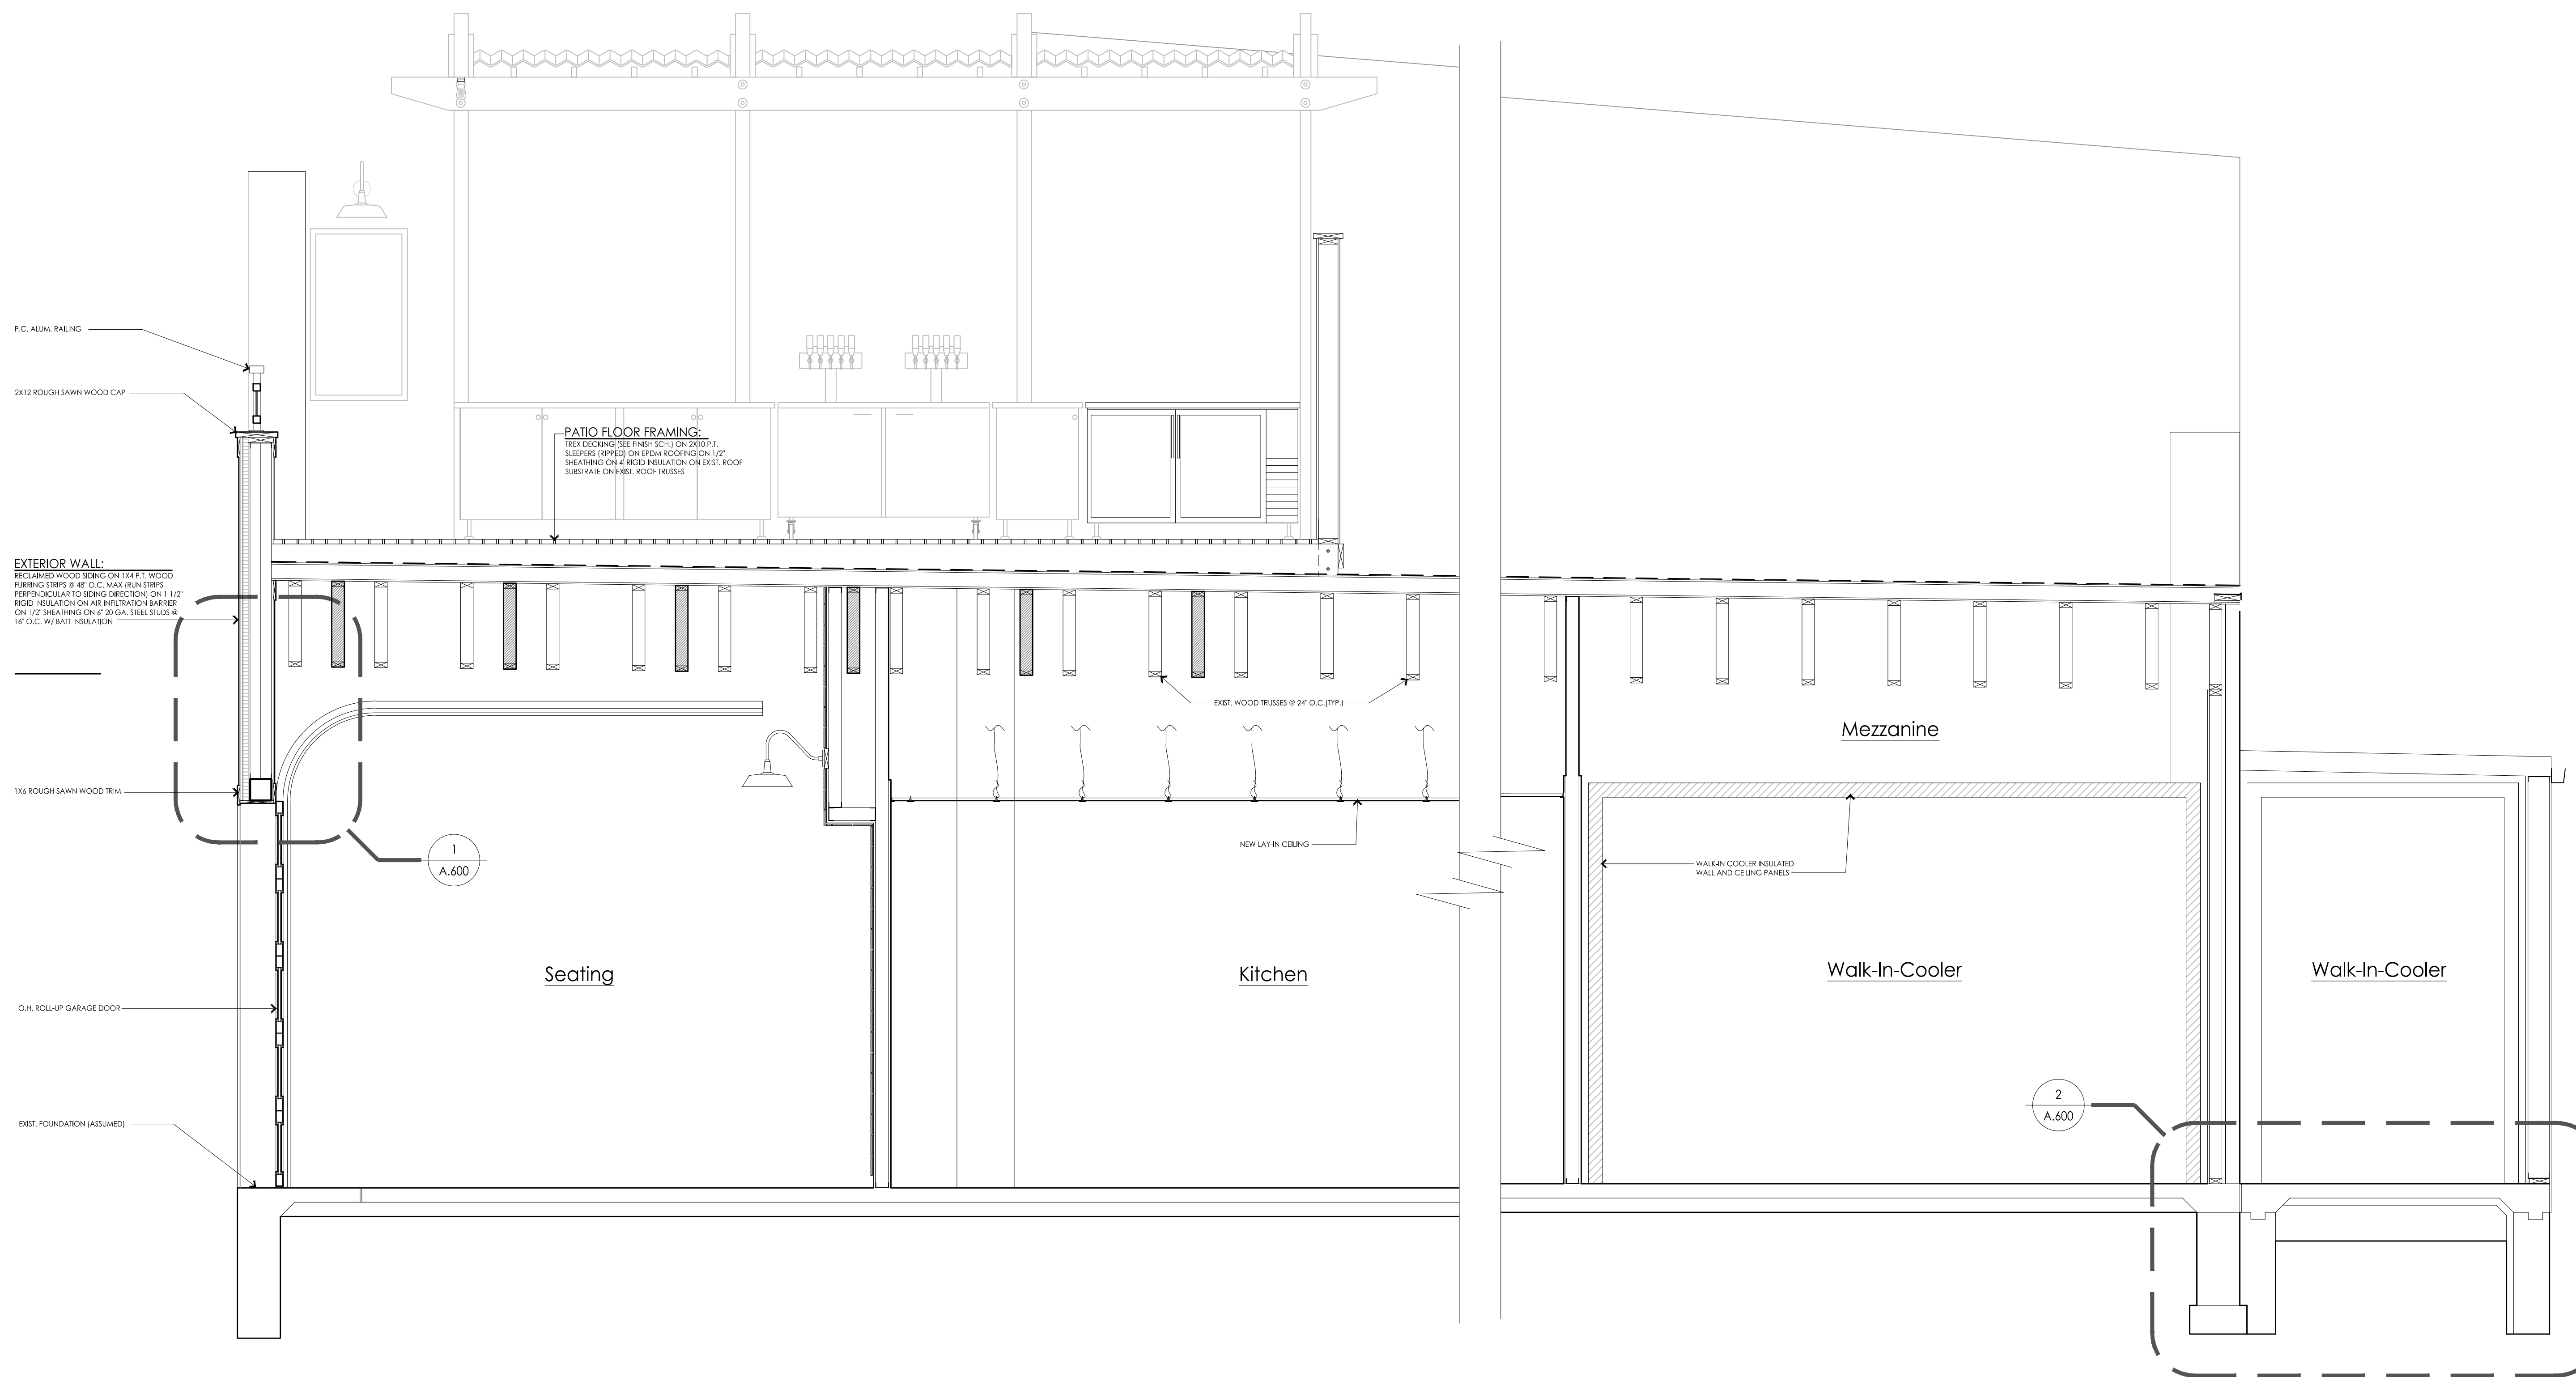 P.C. ALUM. RAILING
2X12 ROUGH SAWN WOOD CAP
PATIO FLOOR FRAMING:
TREX DECKING (SEE FINISH SCH.) ON 2X10 P.T.
SLEEPERS (RIPPED) ON EPDM ROOFING ON 1/2"
SHEATHING ON 4" RIGID INSULATION ON EXIST. ROOF
SUBSTRATE ON EXIST. ROOF TRUSSES
EXTERIOR WALL:
RECLAIMED WOOD SIDING ON 1X4 P.T. WOOD
FURRING STRIPS @ 48" O.C. MAX (RUN STRIPS
PERPENDICULAR TO SIDING DIRECTION) ON 1 1/2"
RIGID INSULATION ON AIR INFILTRATION BARRIER
ON 1/2" SHEATHING ON 6" 20 GA. STEEL STUDS @
16" O.C. W/ BATT INSULATION
EXIST. WOOD TRUSSES @ 24" O.C.(TYP.)
Mezzanine
1X6 ROUGH SAWN WOOD TRIM
NEW LAY-IN CEILING
1
A.600
WALK-IN COOLER INSULATED
WALL AND CEILING PANELS
Seating
Kitchen
Walk-In-Cooler
Walk-In-Cooler
O.H. ROLL-UP GARAGE DOOR
2
A.600
EXIST. FOUNDATION (ASSUMED)